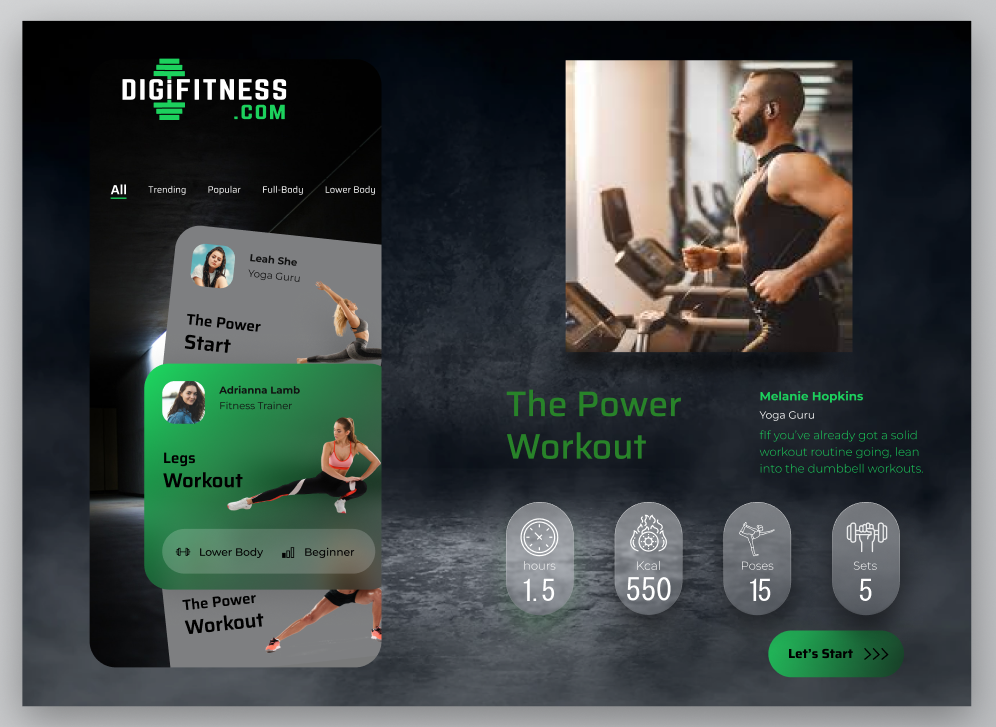 DIGIFITNESS
.COM
All Trending Popular Full-Body Lower Body
Leah She
Yoga Guru
The Power
Start
Adrianna Lamb
Fitness Trainer
Legs
Workout
Lower Body Beginner
The Power
Workout
The Power
Workout
Melanie Hopkins
Yoga Guru
fIf you've already got a solid
workout routine going, lean
into the dumbbell workouts.
hours
1.5
Kcal
550
Poses
15
Sets
5
Let's Start >>>